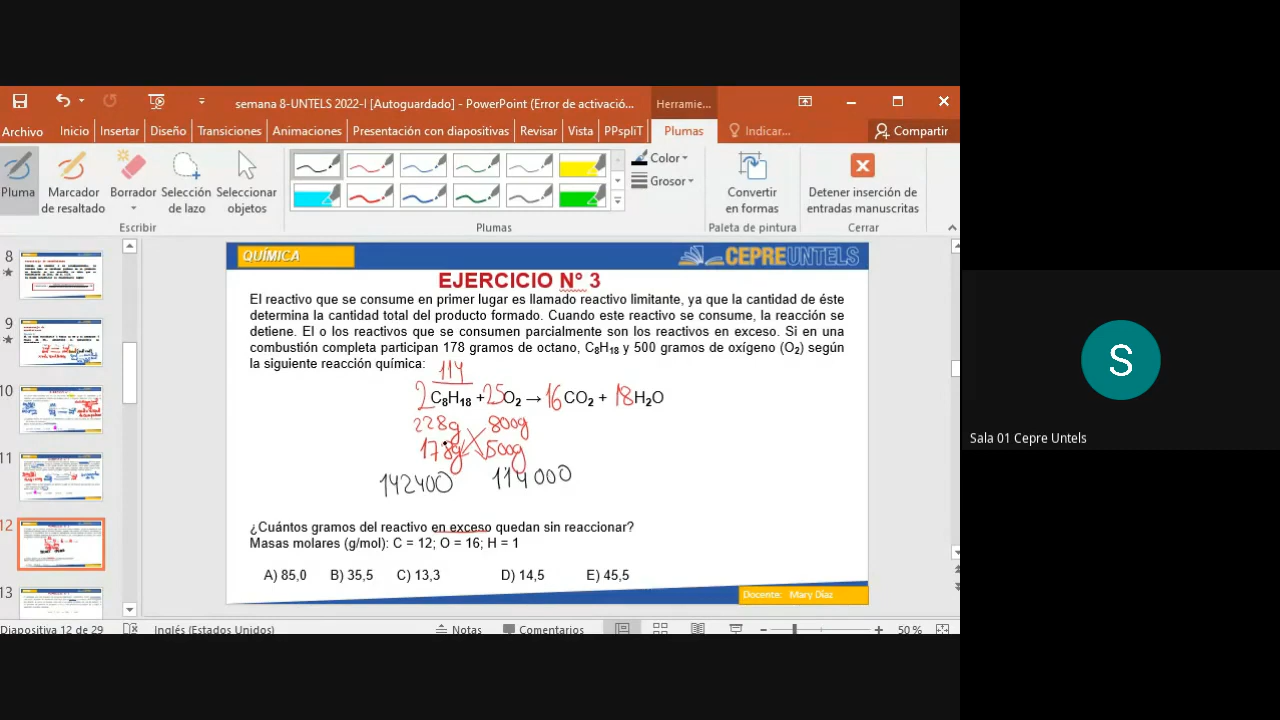 semana 8-UNTELS 2022-I [Autoguardado] - PowerPoint (Error de activació...
Herramie...
Archivo Inicio Insertar Diseño Transiciones Animaciones Presentación con diapositivas Revisar Vista PPspliT Plumas Indicar... Compartir
Pluma
Marcador de resaltado
Borrador
Selección de lazo
Seleccionar objetos
Color
Grosor
Convertir en formas
Detener inserción de entradas manuscritas
Escribir
Plumas
Paleta de pintura
Cerrar
8
9
10
11
12
13
QUÍMICA
CEPREUNTELS
EJERCICIO N° 3
El reactivo que se consume en primer lugar es llamado reactivo limitante, ya que la cantidad de éste
determina la cantidad total del producto formado. Cuando este reactivo se consume, la reacción se
detiene. El o los reactivos que se consumen parcialmente son los reactivos en exceso. Si en una
combustión completa participan 178 gramos de octano, C₈H₁₈ y 500 gramos de oxígeno (O₂) según
la siguiente reacción química:
114
2 C₈H₁₈ + 25 O₂ → 16 CO₂ + 18 H₂O
228g 800g
178g 500g
142400 114000
¿Cuántos gramos del reactivo en exceso quedan sin reaccionar?
Masas molares (g/mol): C = 12; O = 16; H = 1
A) 85,0 B) 35,5 C) 13,3 D) 14,5 E) 45,5
Docente: Mary Díaz
Diapositiva 12 de 29 Inglés (Estados Unidos) Notas Comentarios 50 %
S
Sala 01 Cepre Untels